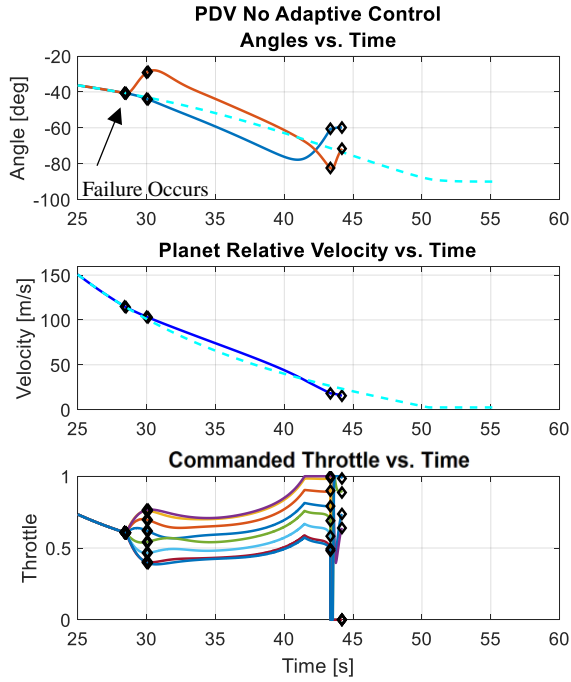 PDV No Adaptive Control
Angles vs. Time
Angle [deg]
-20
-40
-60
-80
-100
Failure Occurs
25 30 35 40 45 50 55 60
Planet Relative Velocity vs. Time
Velocity [m/s]
150
100
50
0
25 30 35 40 45 50 55 60
Commanded Throttle vs. Time
Throttle
1
0.5
0
25 30 35 40 45 50 55 60
Time [s]